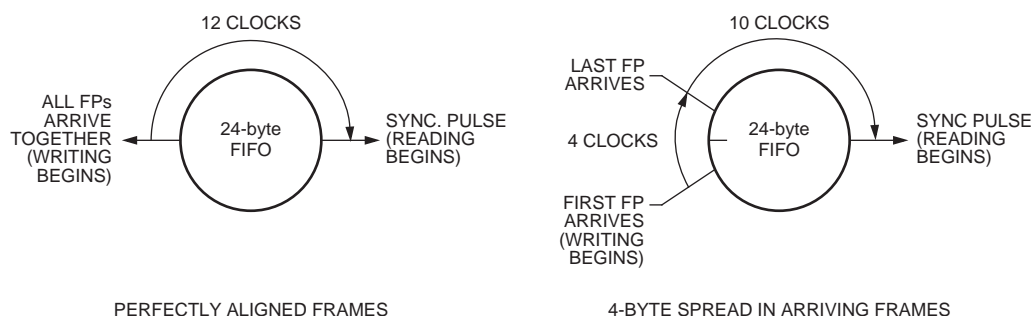 12 CLOCKS
ALL FPs
ARRIVE
TOGETHER
(WRITING
BEGINS)
24-byte
FIFO
SYNC. PULSE
(READING
BEGINS)
PERFECTLY ALIGNED FRAMES
10 CLOCKS
LAST FP
ARRIVES
4 CLOCKS
24-byte
FIFO
SYNC PULSE
(READING
BEGINS)
FIRST FP
ARRIVES
(WRITING
BEGINS)
4-BYTE SPREAD IN ARRIVING FRAMES